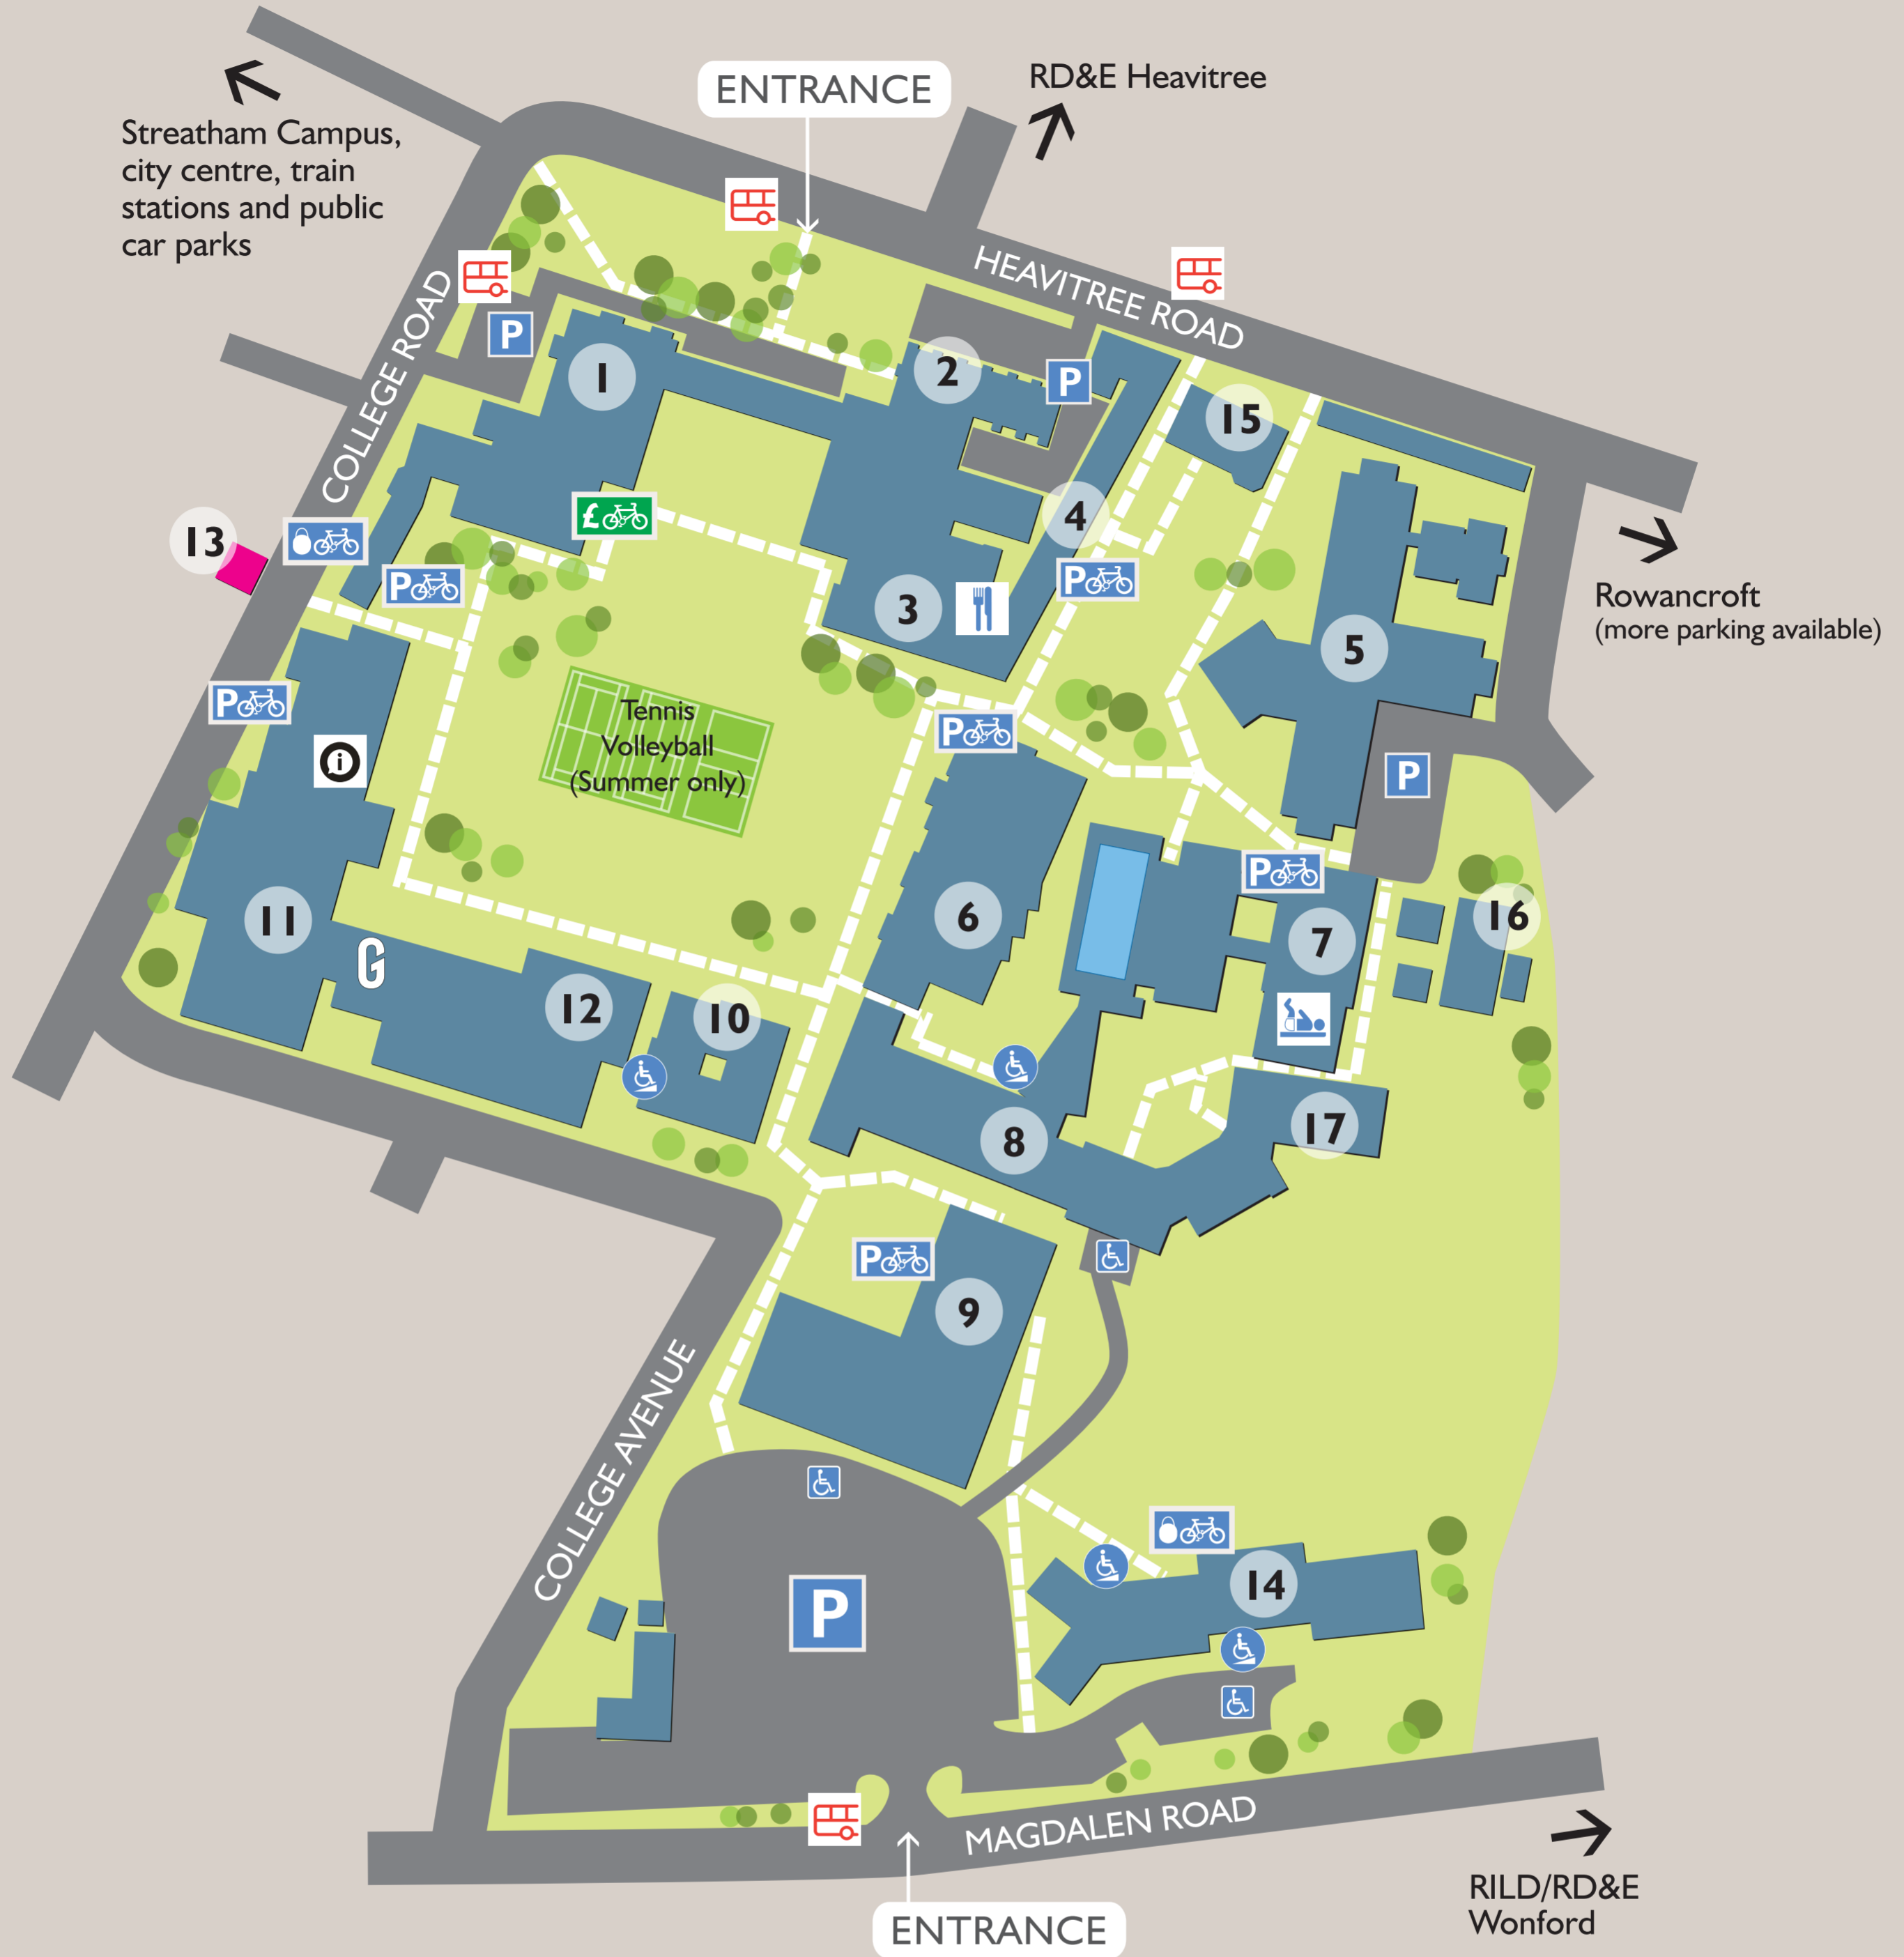 ENTRANCE
RD&E Heavitree
Streatham Campus,
city centre, train
stations and public
car parks
HEAVITREE ROAD
COLLEGE ROAD
P
1
2
P
15
4
£
13
P
P
3
Rowancroft
(more parking available)
5
P
Tennis
Volleyball
(Summer only)
P
i
P
P
11
6
7
16
G
12
10
8
17
P
9
COLLEGE AVENUE
P
14
MAGDALEN ROAD
RILD/RD&E
Wonford
ENTRANCE